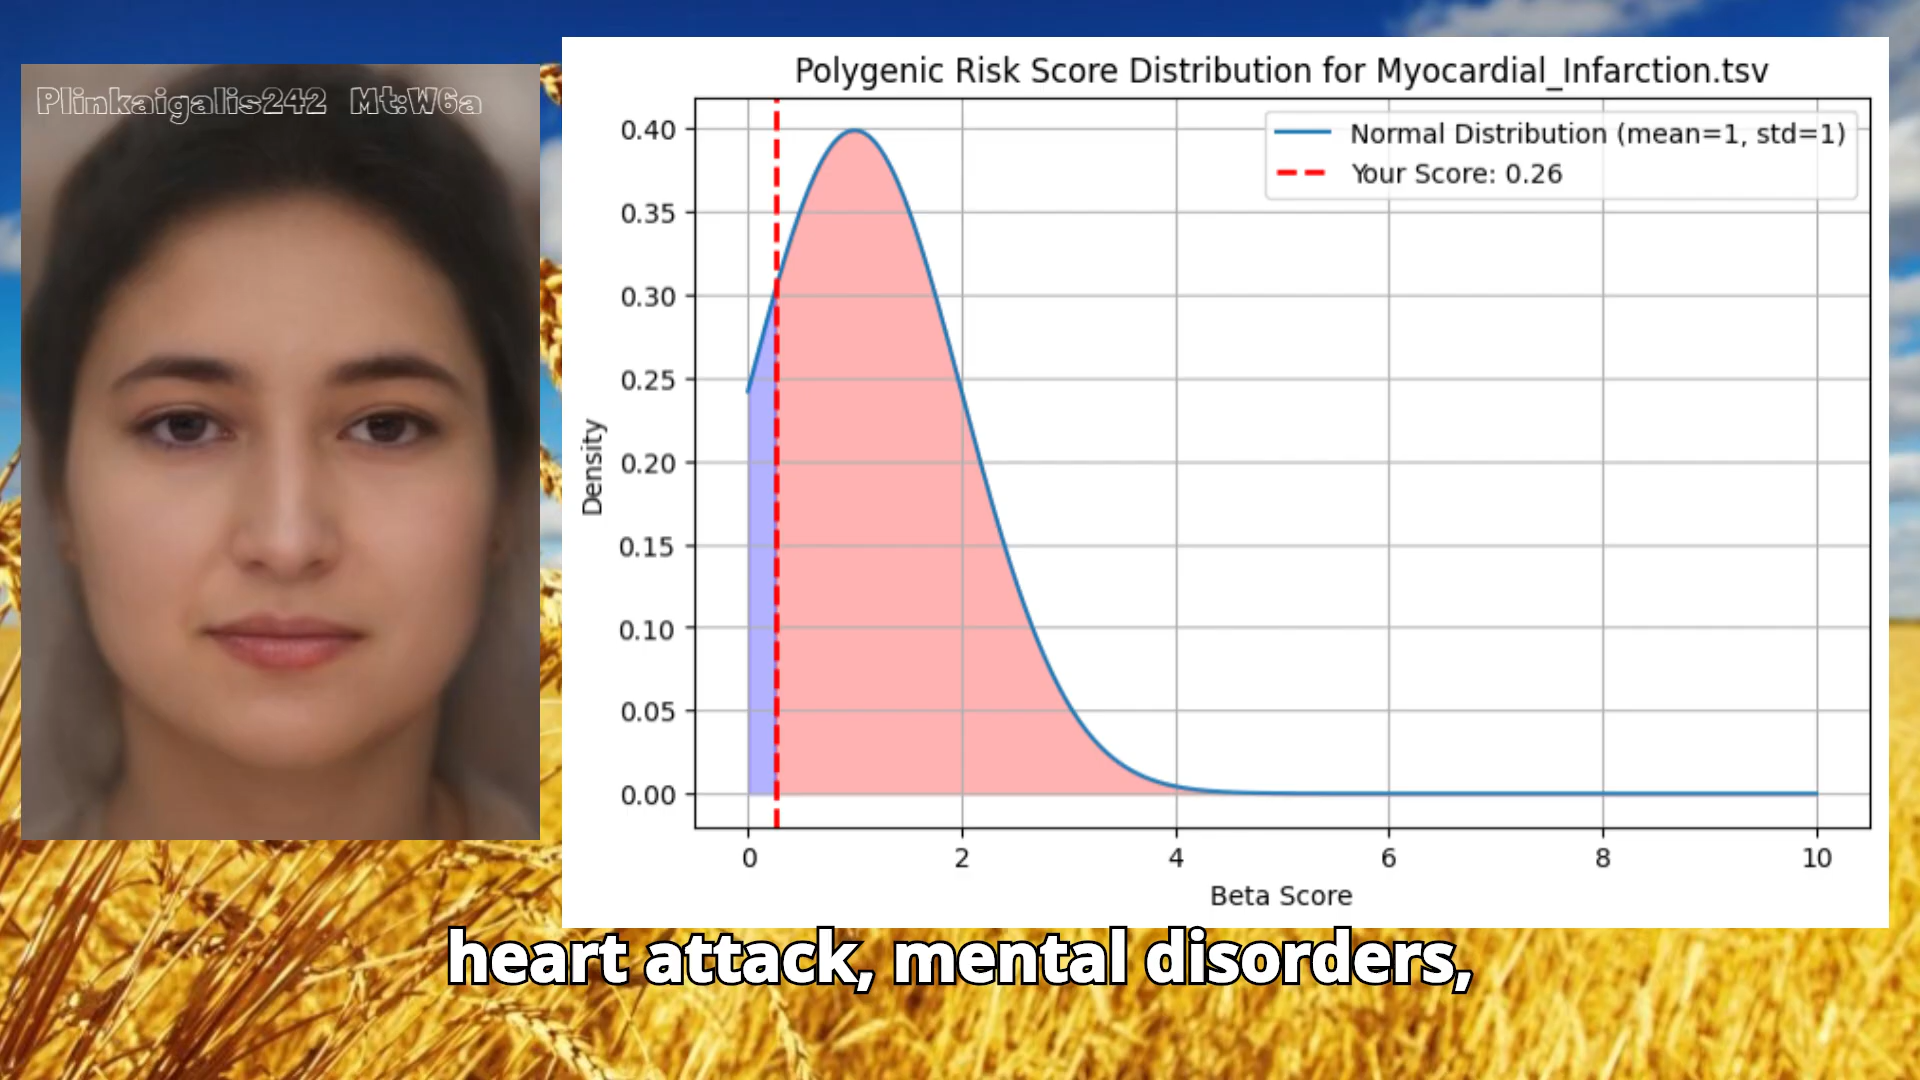 Plinkaigalis242 Mt:W6a
Polygenic Risk Score Distribution for Myocardial_Infarction.tsv
Normal Distribution (mean=1, std=1)
Your Score: 0.26
0.40
0.35
0.30
0.25
0.20
0.15
0.10
0.05
0.00
Density
0 2 4 6 8 10
Beta Score
heart attack, mental disorders,